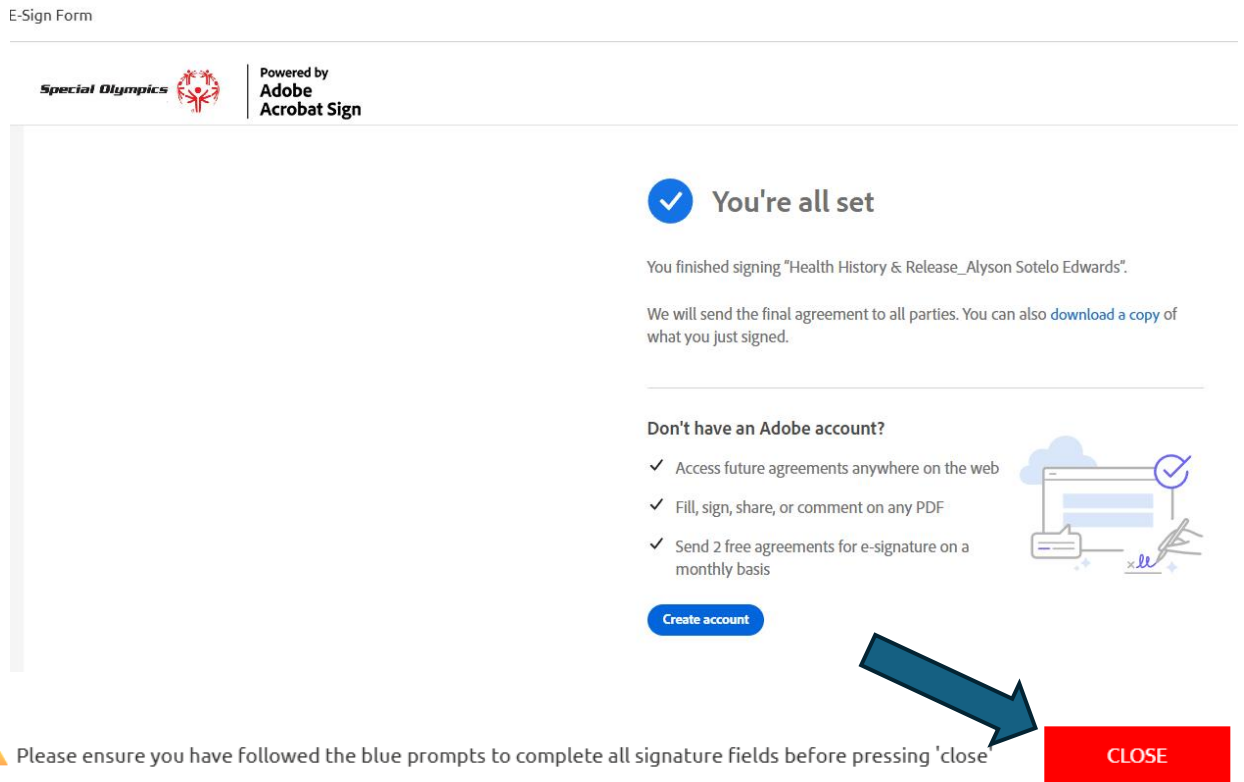 E-Sign Form
Special Olympics
Powered by
Adobe
Acrobat Sign
You're all set
You finished signing "Health History & Release_Alyson Sotelo Edwards".
We will send the final agreement to all parties. You can also download a copy of
what you just signed.
Don't have an Adobe account?
Access future agreements anywhere on the web
Fill, sign, share, or comment on any PDF
Send 2 free agreements for e-signature on a
monthly basis
Create account
Please ensure you have followed the blue prompts to complete all signature fields before pressing 'close'
CLOSE